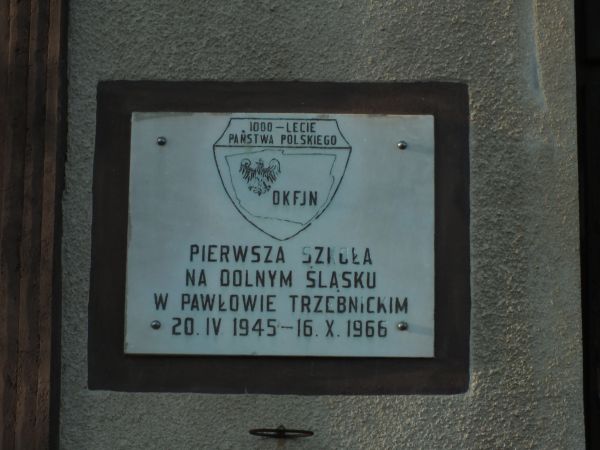 1000-LECIE
PAŃSTWA POLSKIEGO
OKFJN
PIERWSZA SZKOŁA
NA DOLNYM ŚLĄSKU
W PAWŁOWIE TRZEBNICKIM
20. IV 1945-16. X. 1966